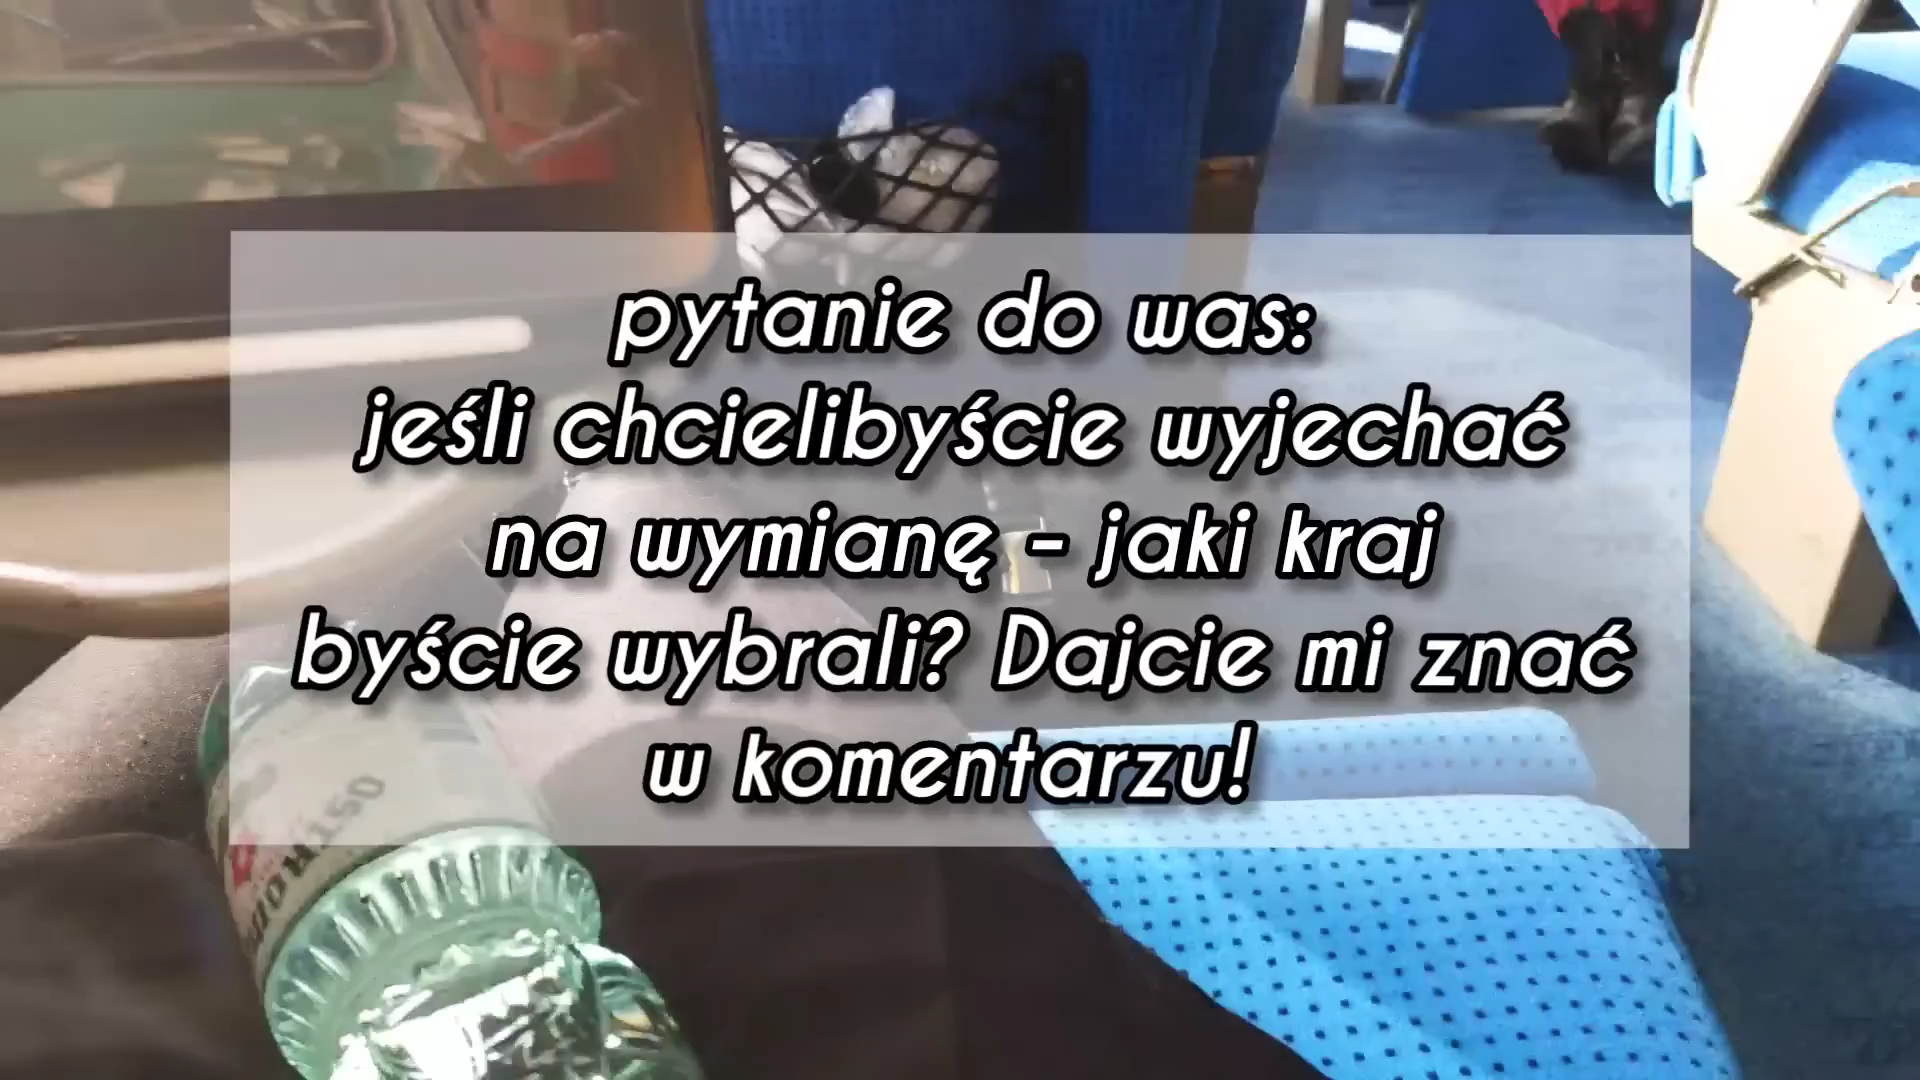 pytanie do was:
jeśli chcielibyście wyjechać
na wymianę - jaki kraj
byście wybrali? Dajcie mi znać
w komentarzu!